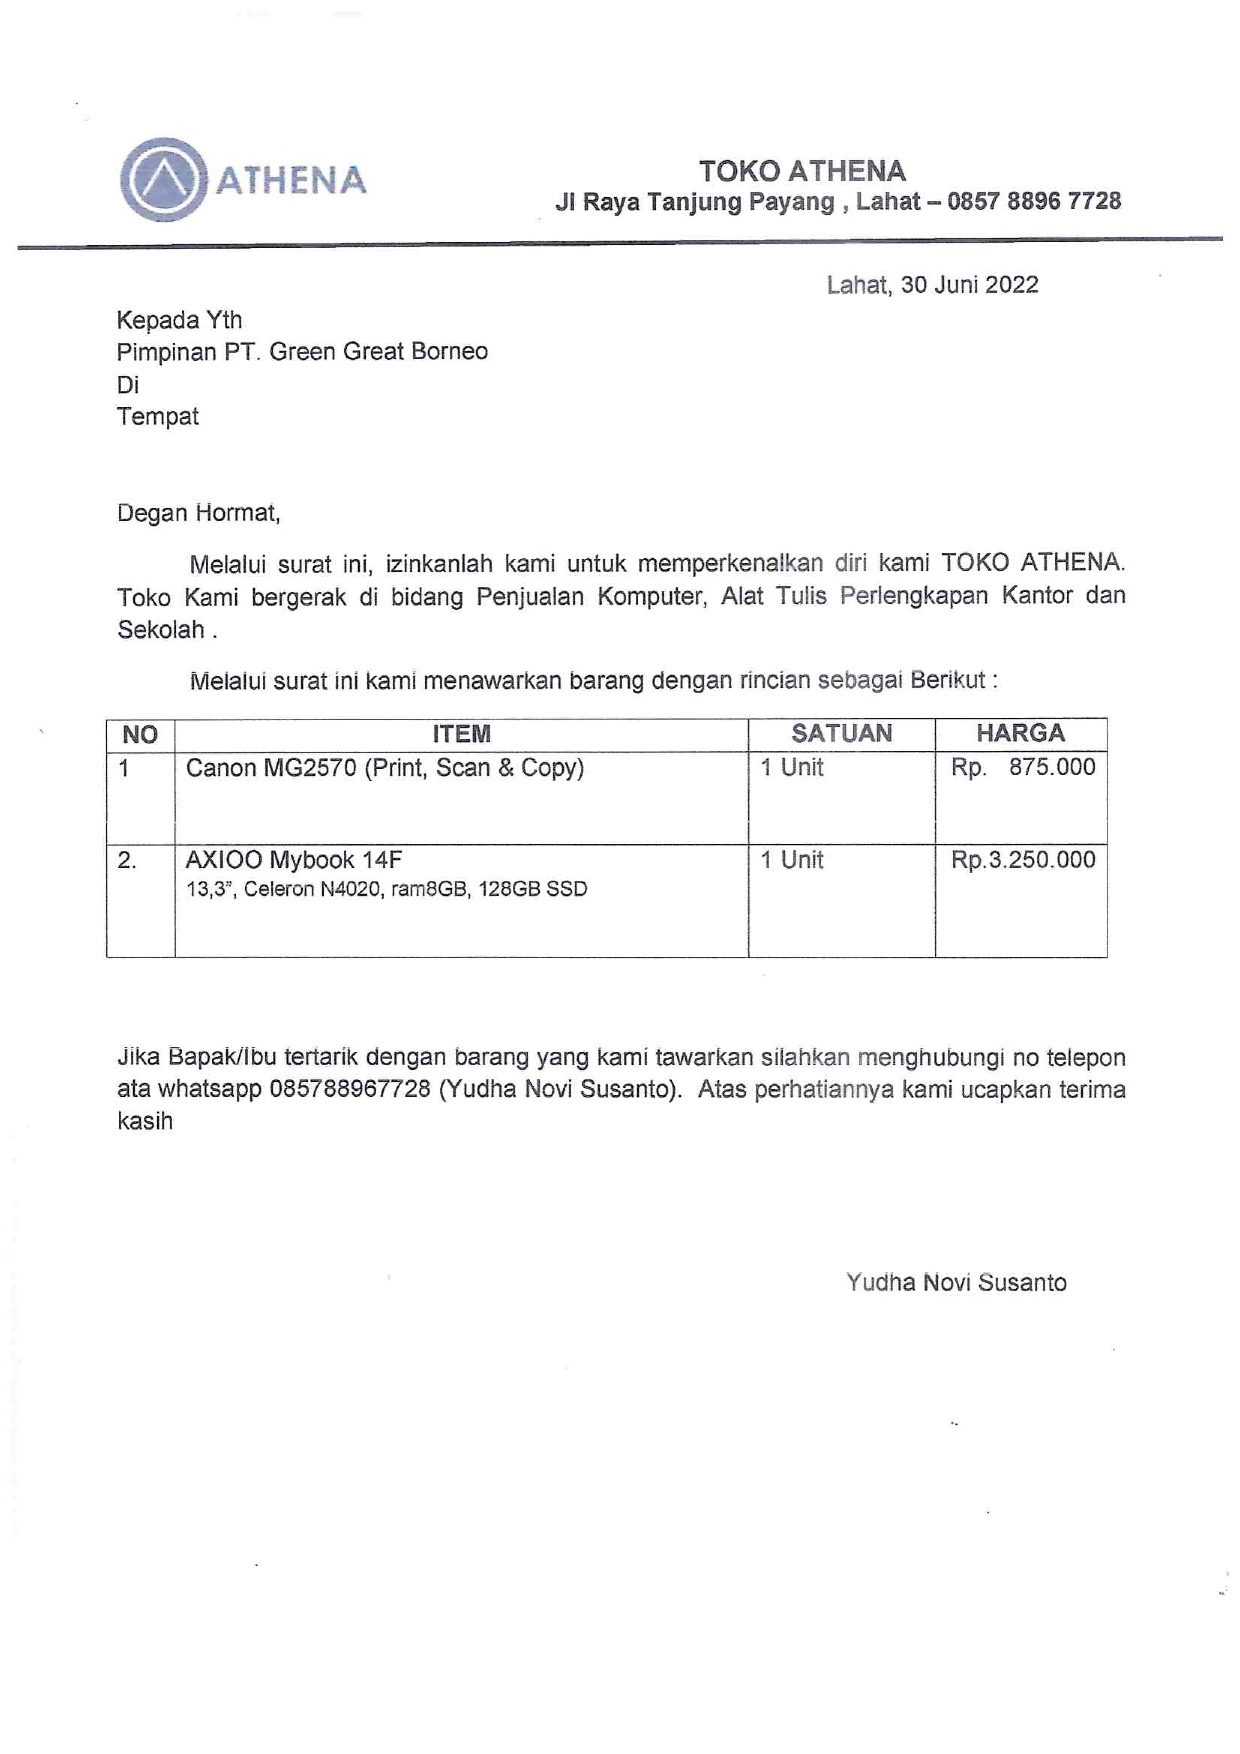 ATHENA
TOKO ATHENA
Jl Raya Tanjung Payang , Lahat – 0857 8896 7728
Lahat, 30 Juni 2022
Kepada Yth
Pimpinan PT. Green Great Borneo
Di
Tempat
Degan Hormat,
Melalui surat ini, izinkanlah kami untuk memperkenalkan diri kami TOKO ATHENA.
Toko Kami bergerak di bidang Penjualan Komputer, Alat Tulis Perlengkapan Kantor dan
Sekolah .
Melalui surat ini kami menawarkan barang dengan rincian sebagai Berikut :
NO ITEM SATUAN HARGA
1 Canon MG2570 (Print, Scan & Copy) 1 Unit Rp. 875.000
2. AXIOO Mybook 14F 1 Unit Rp.3.250.000
13,3", Celeron N4020, ram8GB, 128GB SSD
Jika Bapak/Ibu tertarik dengan barang yang kami tawarkan silahkan menghubungi no telepon
ata whatsapp 085788967728 (Yudha Novi Susanto). Atas perhatiannya kami ucapkan terima
kasih
Yudha Novi Susanto